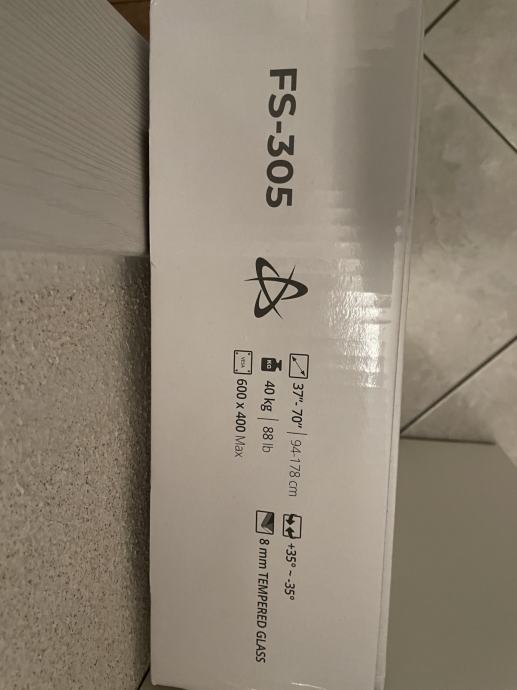 FS-305
37"- 70" | 94-178 cm
KG 40 kg | 88 lb
VESA 600 x 400 Max
+35° ~ -35°
8 mm TEMPERED GLASS